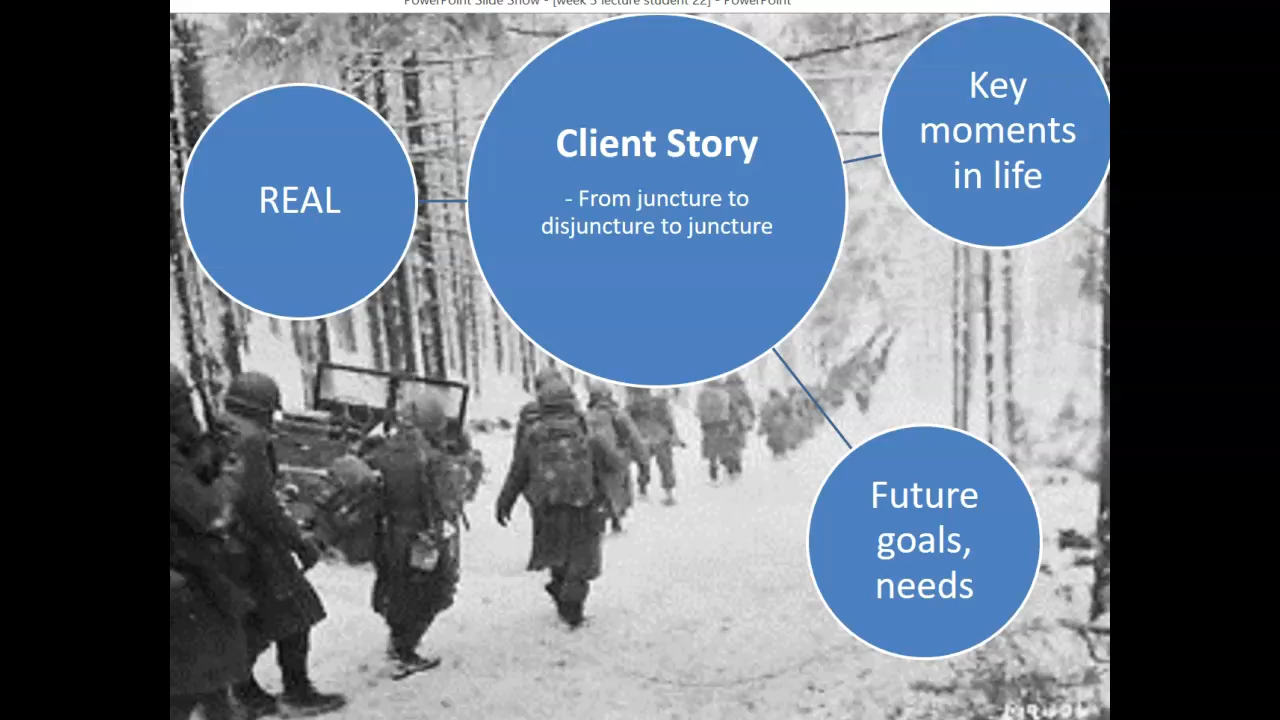 PowerPoint Slide Show - [week 5 lecture student 22] - PowerPoint
REAL
Client Story
- From juncture to
disjuncture to juncture
Key
moments
in life
Future
goals,
needs